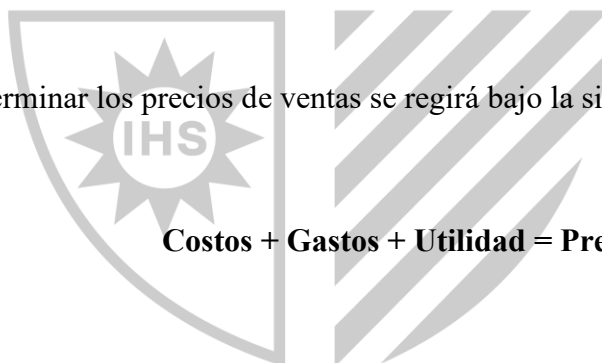 erminar los precios de ventas se regirá bajo la si
IHS
Costos + Gastos + Utilidad = Pre